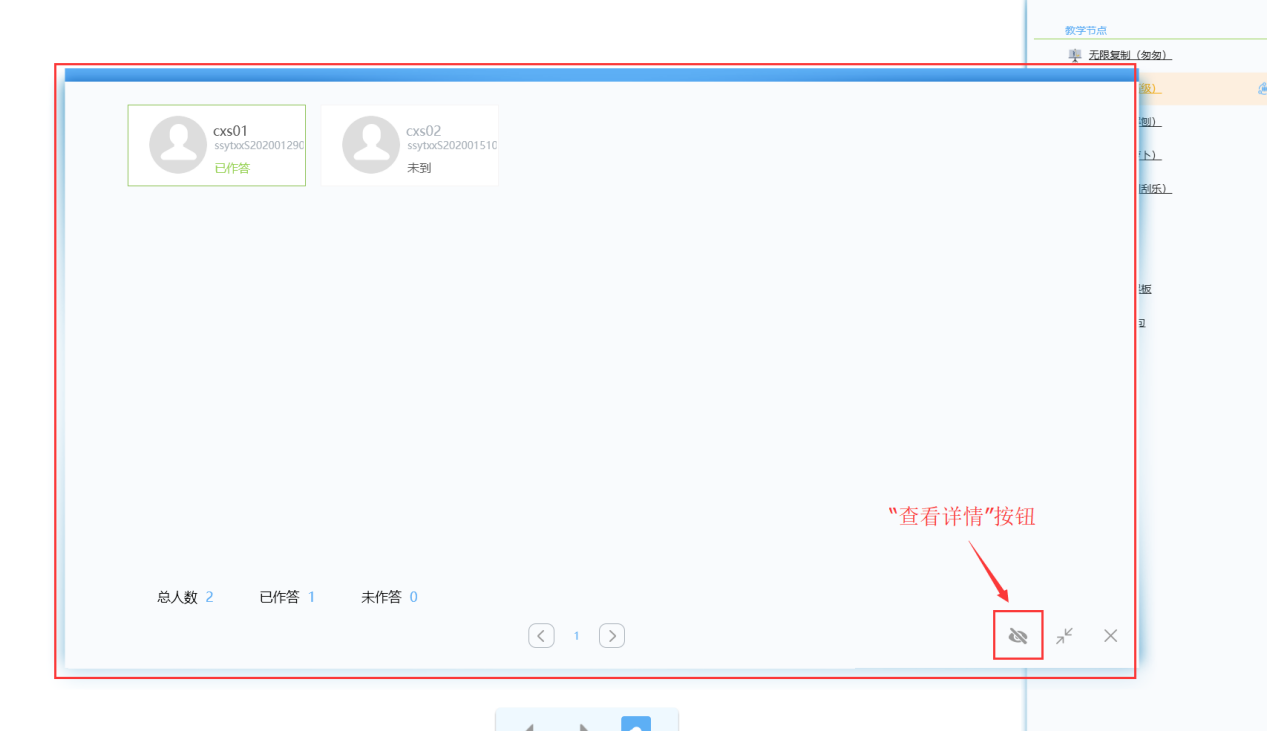 教学节点
无限复制（匆匆）
级）
刨）
卜）
刮乐）
板
cxs01
ssytxxS202001290
已作答
cxs02
ssytxxS202001510
未到
“查看详情”按钮
总人数 2 已作答 1 未作答 0
1